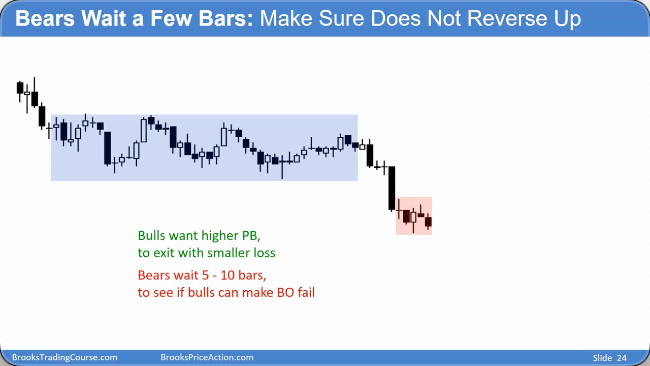 Bears Wait a Few Bars: Make Sure Does Not Reverse Up
Bulls want higher PB,
to exit with smaller loss
Bears wait 5 - 10 bars,
to see if bulls can make BO fail
BrooksTradingCourse.com
BrooksPriceAction.com
Slide 24